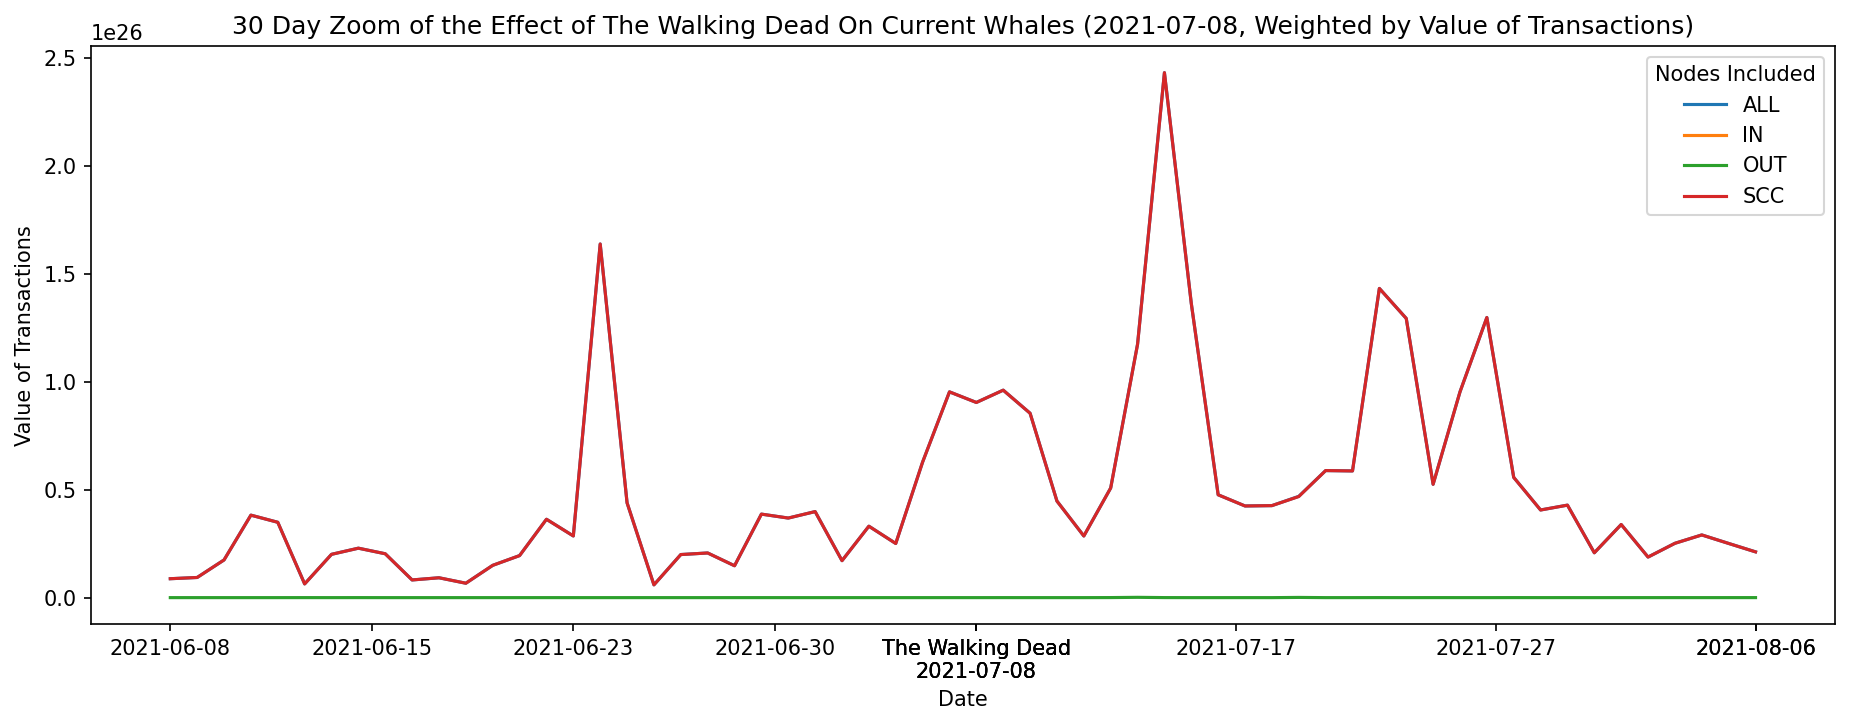 30 Day Zoom of the Effect of The Walking Dead On Current Whales (2021-07-08, Weighted by Value of Transactions)
1e26
2.5
2.0
1.5
1.0
0.5
0.0
Value of Transactions
Nodes Included
ALL
IN
OUT
SCC
2021-06-08
2021-06-15
2021-06-23
2021-06-30
The Walking Dead
2021-07-08
2021-07-17
2021-07-27
2021-08-06
Date